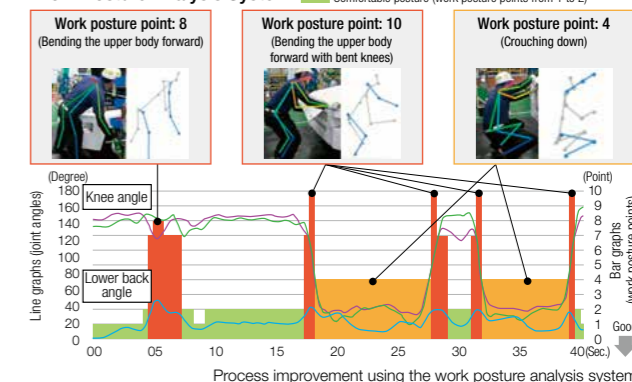 Comfortable posture (work posture points from 1 to 2)
Work posture point: 8
(Bending the upper body forward)
Work posture point: 10
(Bending the upper body
forward with bent knees)
Work posture point: 4
(Crouching down)
(Degree)
(Point)
Line graphs (joint angles)
180
160
140
120
100
80
60
40
20
0
Knee angle
Lower back
angle
10
9
8
7
6
5
4
3
2
1
0
Bar graphs
(work posture points)
Goo
00
05
10
15
20
25
30
35
40(Sec.)
Process improvement using the work posture analysis system